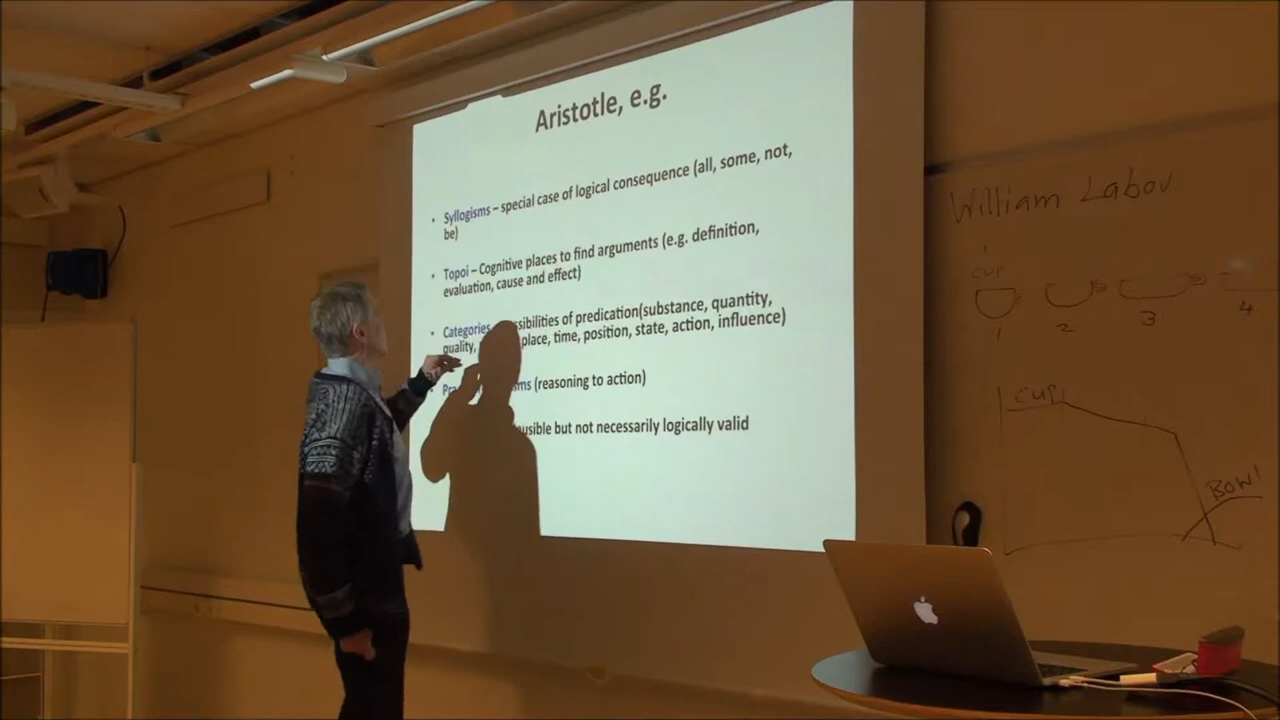 Aristotle, e.g.
• Syllogisms – special case of logical consequence (all, some, not,
be)
• Topoi – Cognitive places to find arguments (e.g. definition,
evaluation, cause and effect)
• Categories sibilities of predication(substance, quantity,
quality, place, time, position, state, action, influence)
• (reasoning to action)
but not necessarily logically valid
William Labov
CUP
1 2 3 4
CUP
BOWL